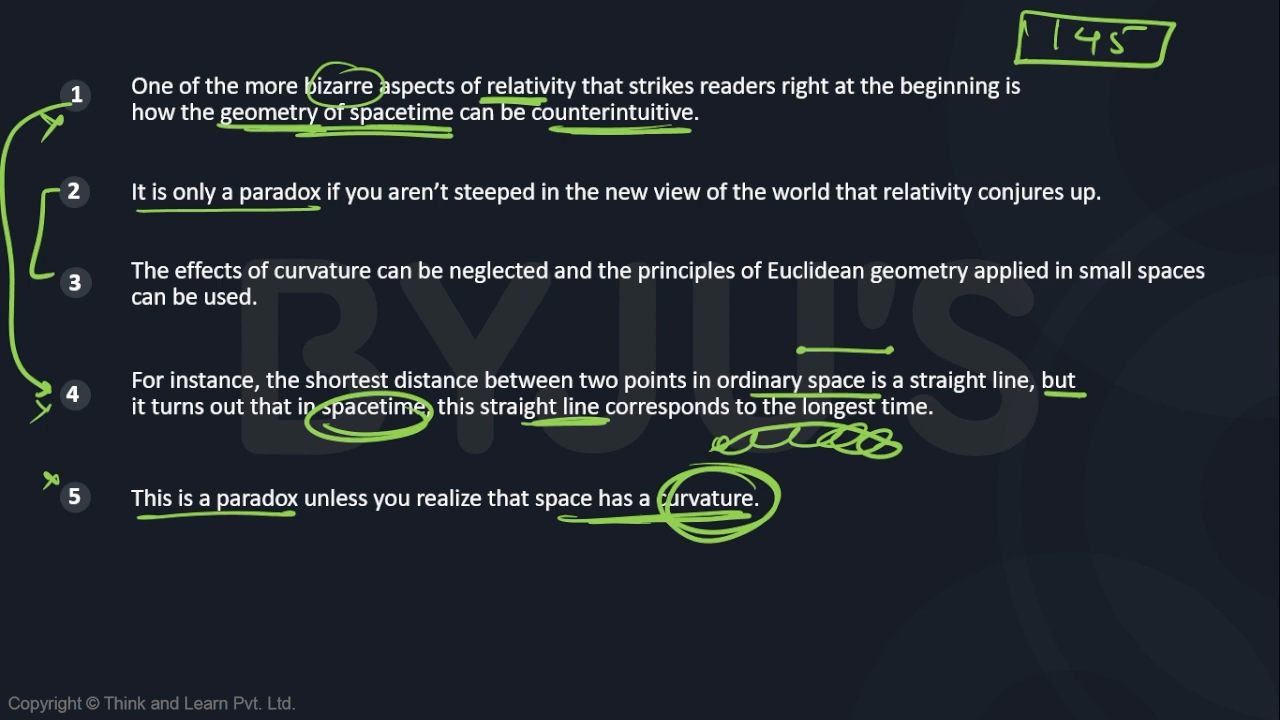 145
1
One of the more bizarre aspects of relativity that strikes readers right at the beginning is
how the geometry of spacetime can be counterintuitive.
2
It is only a paradox if you aren't steeped in the new view of the world that relativity conjures up.
3
The effects of curvature can be neglected and the principles of Euclidean geometry applied in small spaces
can be used.
4
For instance, the shortest distance between two points in ordinary space is a straight line, but
it turns out that in spacetime, this straight line corresponds to the longest time.
5
This is a paradox unless you realize that space has a curvature.
BYJU'S
Copyright © Think and Learn Pvt. Ltd.